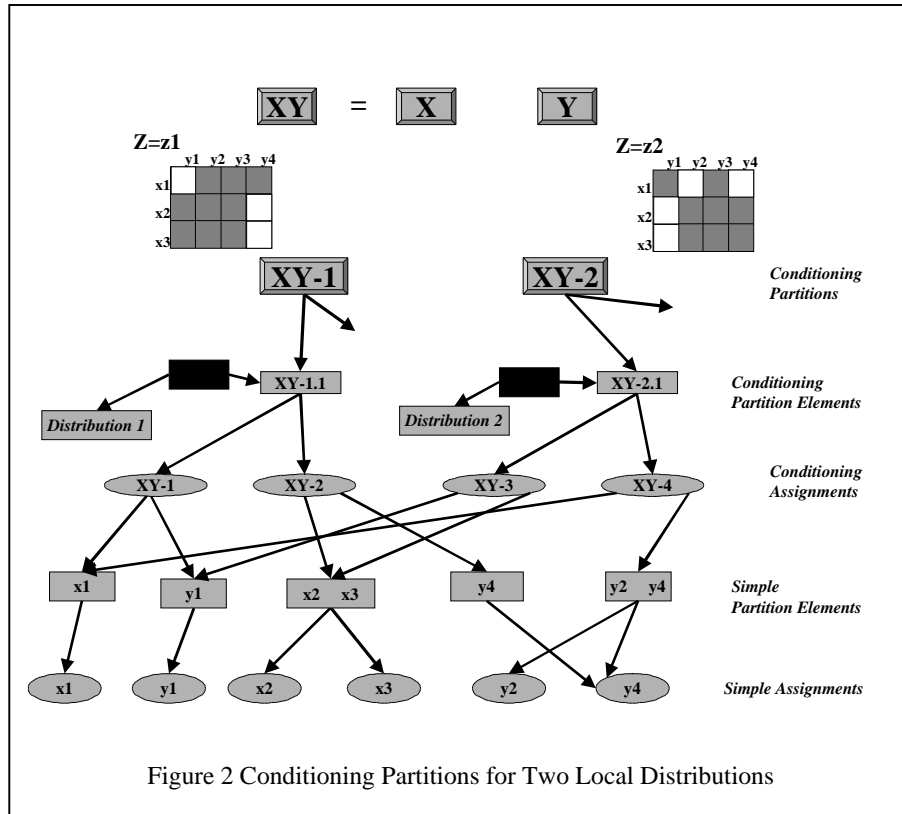 XY = X Y
Z=z1
y1 y2 y3 y4
x1
x2
x3
Z=z2
y1 y2 y3 y4
x1
x2
x3
XY-1
XY-2
Conditioning
Partitions
XY-1.1
XY-2.1
Conditioning
Partition Elements
Distribution 1
Distribution 2
XY-1
XY-2
XY-3
XY-4
Conditioning
Assignments
x1
y1
x2 x3
y4
y2 y4
Simple
Partition Elements
x1
y1
x2
x3
y2
y4
Simple Assignments
Figure 2 Conditioning Partitions for Two Local Distributions